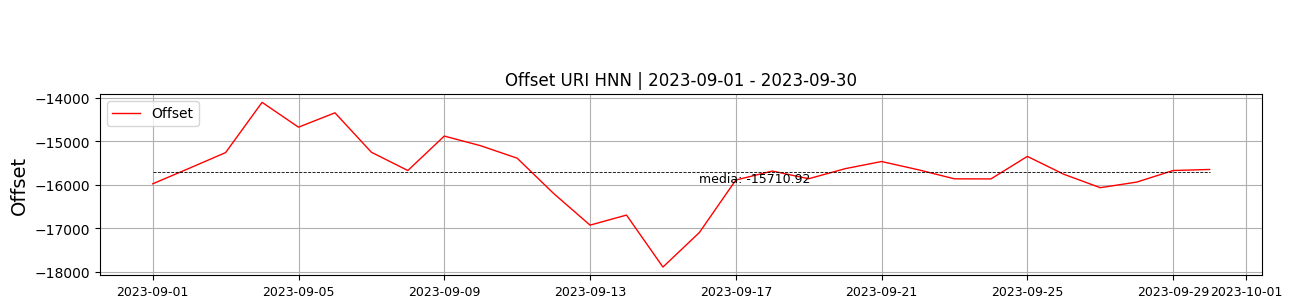 Offset URI HNN | 2023-09-01 - 2023-09-30
Offset
Offset
−14000
−15000
−16000
−17000
−18000
media: -15710.92
2023-09-01 2023-09-05 2023-09-09 2023-09-13 2023-09-17 2023-09-21 2023-09-25 2023-09-29 2023-10-01